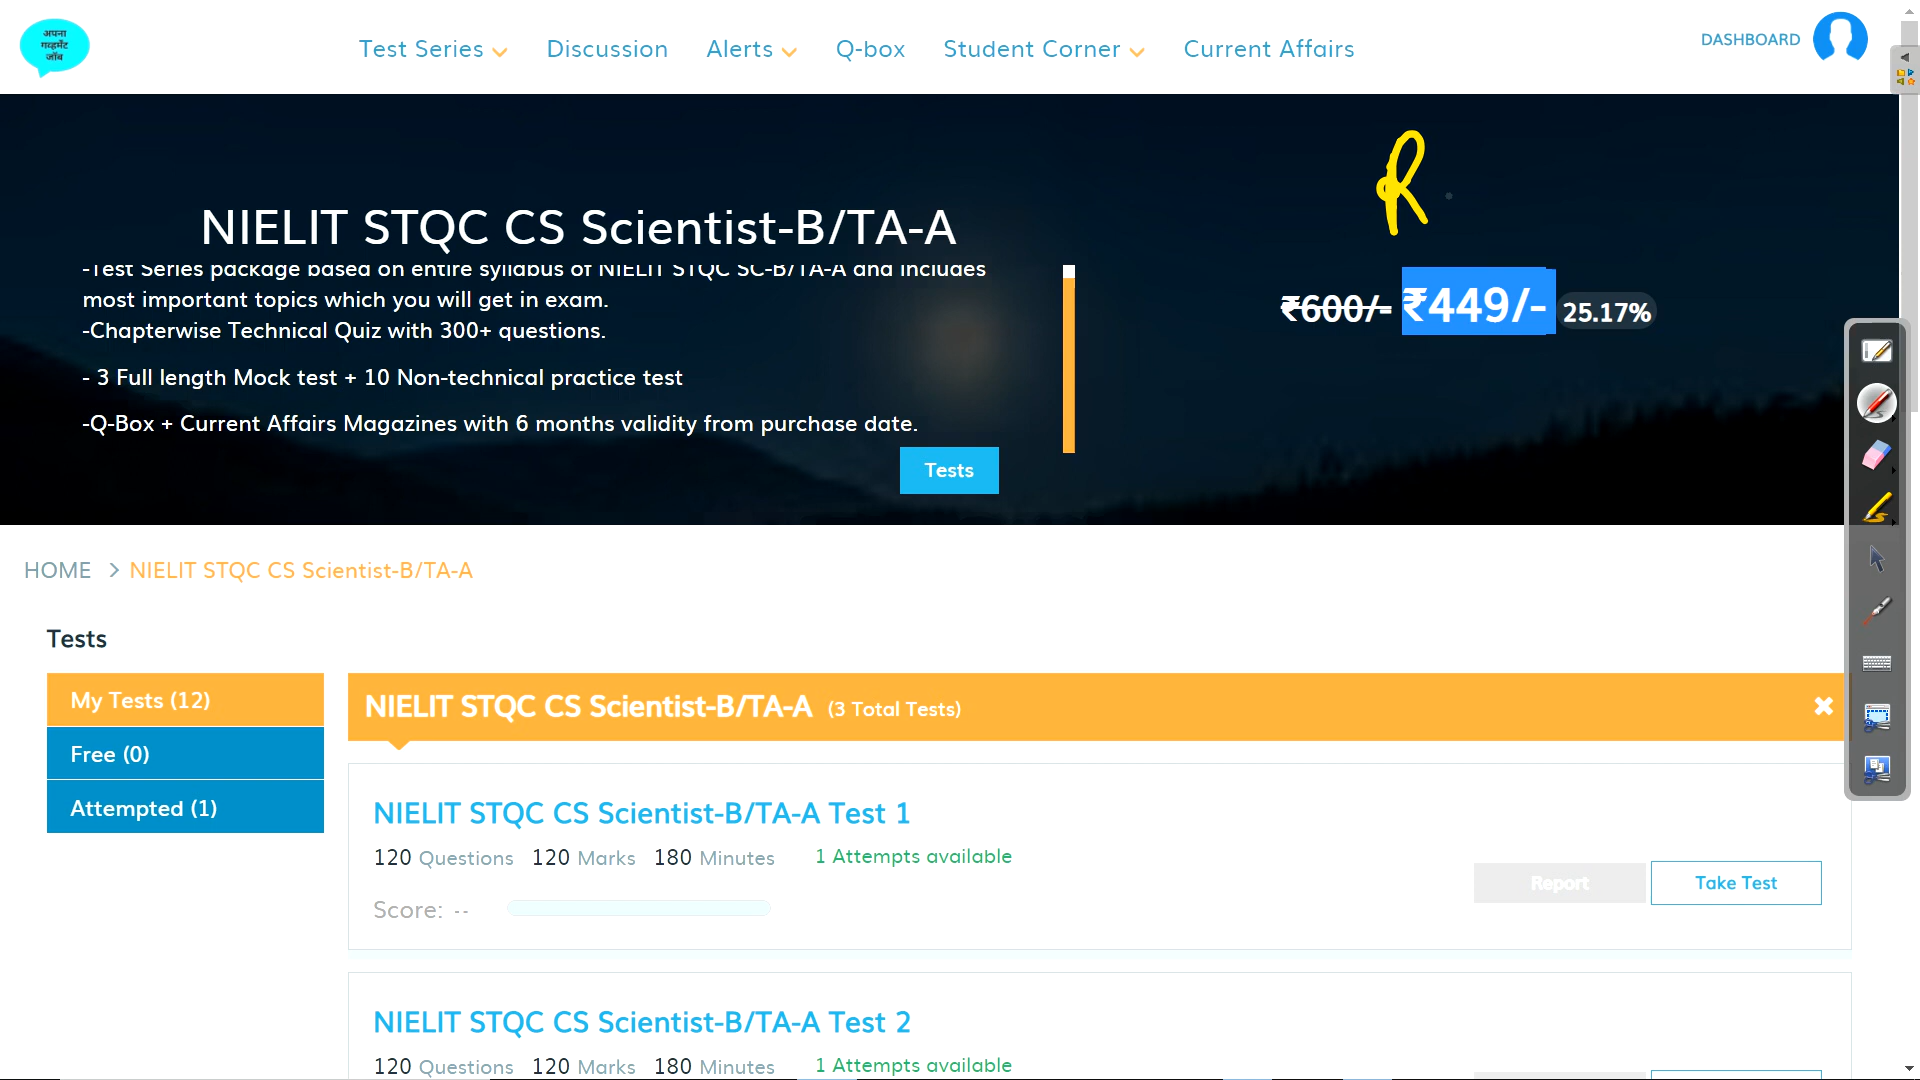 अपना
गव्हर्मेंट
जॉब
Test Series
Discussion
Alerts
Q-box
Student Corner
Current Affairs
DASHBOARD
R
NIELIT STQC CS Scientist-B/TA-A
-Test Series package based on entire syllabus of NIELIT STQC SC-B/TA-A and includes
most important topics which you will get in exam.
-Chapterwise Technical Quiz with 300+ questions.
- 3 Full length Mock test + 10 Non-technical practice test
-Q-Box + Current Affairs Magazines with 6 months validity from purchase date.
₹600/- ₹449/- 25.17%
Tests
HOME > NIELIT STQC CS Scientist-B/TA-A
Tests
My Tests (12)
Free (0)
Attempted (1)
NIELIT STQC CS Scientist-B/TA-A (3 Total Tests)
NIELIT STQC CS Scientist-B/TA-A Test 1
120 Questions 120 Marks 180 Minutes 1 Attempts available
Report
Take Test
Score: --
NIELIT STQC CS Scientist-B/TA-A Test 2
120 Questions 120 Marks 180 Minutes 1 Attempts available